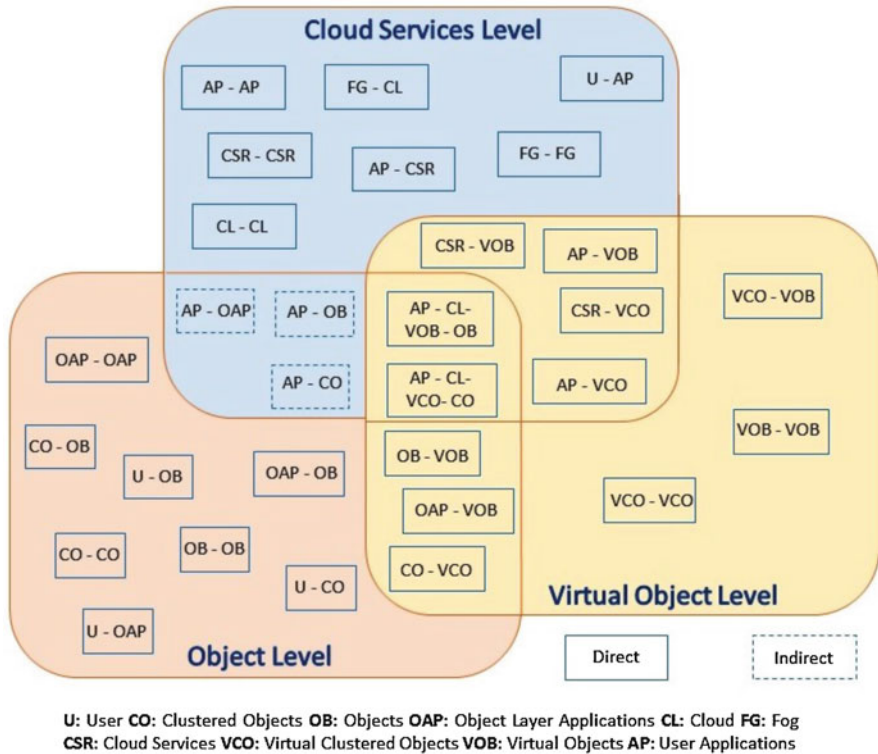 Cloud Services Level
AP - AP
FG - CL
U - AP
CSR - CSR
AP - CSR
FG - FG
CL - CL
CSR - VOB
AP - VOB
AP - OAP
AP - OB
AP - CL-
VOB - OB
CSR - VCO
VCO - VOB
OAP - OAP
AP - CO
AP - CL-
VCO- CO
AP - VCO
CO - OB
U - OB
OAP - OB
OB - VOB
VOB - VOB
OAP - VOB
VCO - VCO
CO - CO
OB - OB
U - CO
CO - VCO
U - OAP
Object Level
Virtual Object Level
Direct
Indirect
U: User CO: Clustered Objects OB: Objects OAP: Object Layer Applications CL: Cloud FG: Fog
CSR: Cloud Services VCO: Virtual Clustered Objects VOB: Virtual Objects AP: User Applications